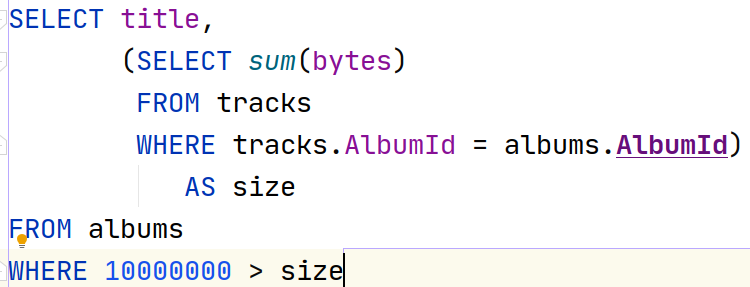 SELECT title,
(SELECT sum(bytes)
FROM tracks
WHERE tracks.AlbumId = albums.AlbumId)
AS size
FROM albums
WHERE 10000000 > size